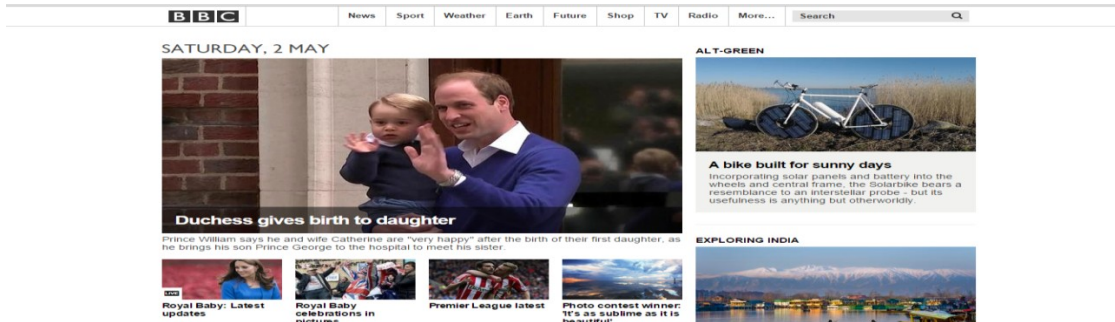 BBC
News Sport Weather Earth Future Shop TV Radio More... Search
SATURDAY, 2 MAY
Duchess gives birth to daughter
Prince William says he and wife Catherine are "very happy" after the birth of their first daughter, as
he brings his son Prince George to the hospital to meet his sister.
LIVE
Royal Baby: Latest
updates
Royal Baby
celebrations in
pictures
Premier League latest
Photo contest winner:
'It's as sublime as it is
beautiful'
ALT-GREEN
A bike built for sunny days
Incorporating solar panels and battery into the
wheels and central frame, the Solarbike bears a
resemblance to an interstellar probe - but its
usefulness is anything but otherworldly.
EXPLORING INDIA